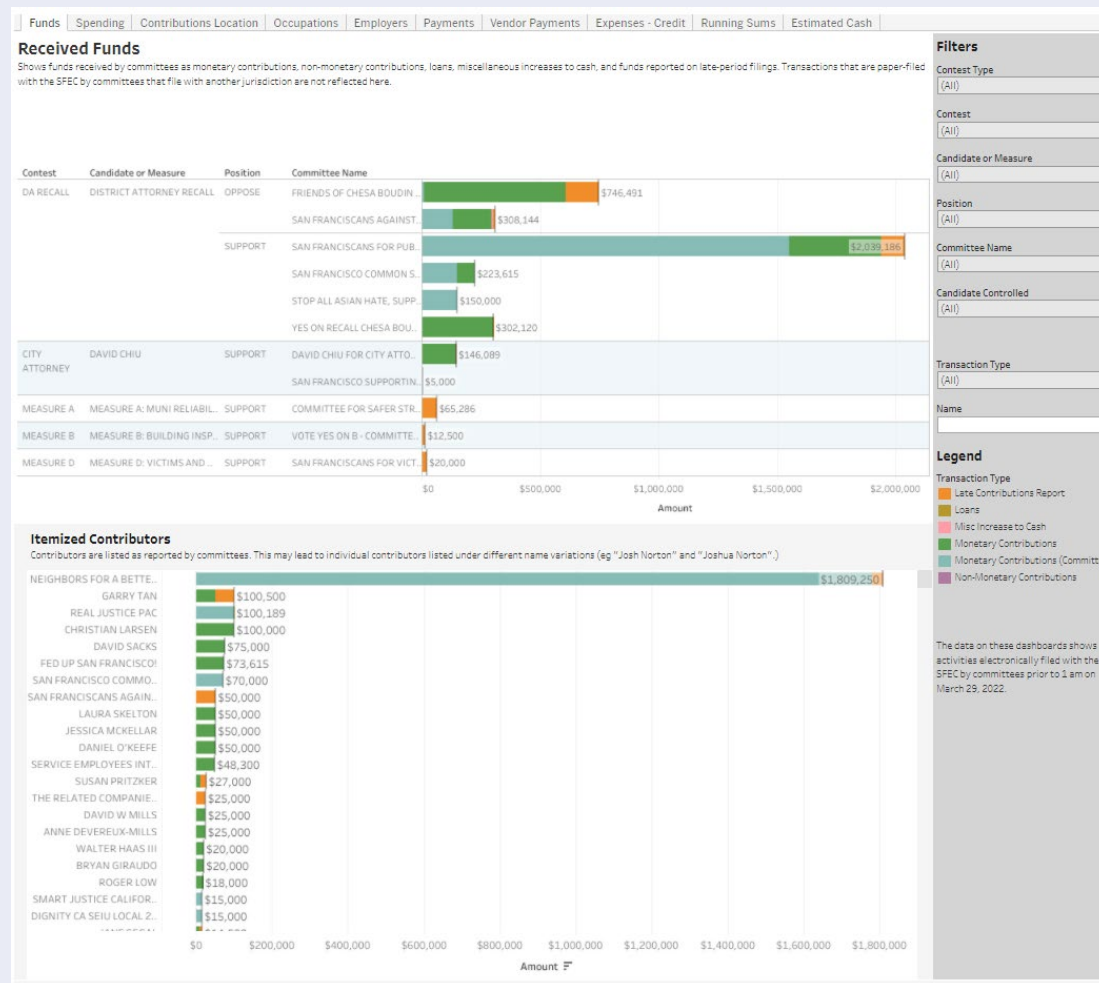 Funds Spending Contributions Location Occupations Employers Payments Vendor Payments Expenses - Credit Running Sums Estimated Cash
Received Funds
Shows funds received by committees as monetary contributions, non-monetary contributions, loans, miscellaneous increases to cash, and funds reported on late-period filings. Transactions that are paper-filed
with the SFEC by committees that file with another jurisdiction are not reflected here.
Contest Candidate or Measure Position Committee Name
DA RECALL DISTRICT ATTORNEY RECALL OPPOSE FRIENDS OF CHESA BOUDIN.. $746,491
SAN FRANCISCANS AGAINST.. $308,144
SUPPORT SAN FRANCISCANS FOR PUB.. $2,039,186
SAN FRANCISCO COMMON S.. $223,615
STOP ALL ASIAN HATE, SUPP.. $150,000
YES ON RECALL CHESA BOU.. $302,120
CITY DAVID CHIU SUPPORT DAVID CHIU FOR CITY ATTO.. $146,089
ATTORNEY
SAN FRANCISCO SUPPORTIN.. $5,000
MEASURE A MEASURE A: MUNI RELIABIL.. SUPPORT COMMITTEE FOR SAFER STR.. $65,286
MEASURE B MEASURE B: BUILDING INSP.. SUPPORT VOTE YES ON B - COMMITTE.. $12,500
MEASURE D MEASURE D: VICTIMS AND .. SUPPORT SAN FRANCISCANS FOR VICT.. $20,000
$0 $500,000 $1,000,000 $1,500,000 $2,000,000
Amount
Itemized Contributors
Contributors are listed as reported by committees. This may lead to individual contributors listed under different name variations (eg "Josh Norton" and "Joshua Norton".)
NEIGHBORS FOR A BETTE.. $1,809,250
GARRY TAN $100,500
REAL JUSTICE PAC $100,189
CHRISTIAN LARSEN $100,000
DAVID SACKS $75,000
FED UP SAN FRANCISCO! $73,615
SAN FRANCISCO COMMO.. $70,000
SAN FRANCISCANS AGAIN.. $50,000
LAURA SKELTON $50,000
JESSICA MCKELLAR $50,000
DANIEL O'KEEFE $50,000
SERVICE EMPLOYEES INT.. $48,300
SUSAN PRITZKER $27,000
THE RELATED COMPANIE.. $25,000
DAVID W MILLS $25,000
ANNE DEVEREUX-MILLS $25,000
WALTER HAAS III $20,000
BRYAN GIRAUDO $20,000
ROGER LOW $18,000
SMART JUSTICE CALIFOR.. $15,000
DIGNITY CA SEIU LOCAL 2.. $15,000
$0 $200,000 $400,000 $600,000 $800,000 $1,000,000 $1,200,000 $1,400,000 $1,600,000 $1,800,000
Amount
Filters
Contest Type
(All)
Contest
(All)
Candidate or Measure
(All)
Position
(All)
Committee Name
(All)
Candidate Controlled
(All)
Transaction Type
(All)
Name
Legend
Transaction Type
Late Contributions Report
Loans
Misc Increase to Cash
Monetary Contributions
Monetary Contributions (Committ
Non-Monetary Contributions
The data on these dashboards shows
activities electronically filed with the
SFEC by committees prior to 1 am on
March 29, 2022.